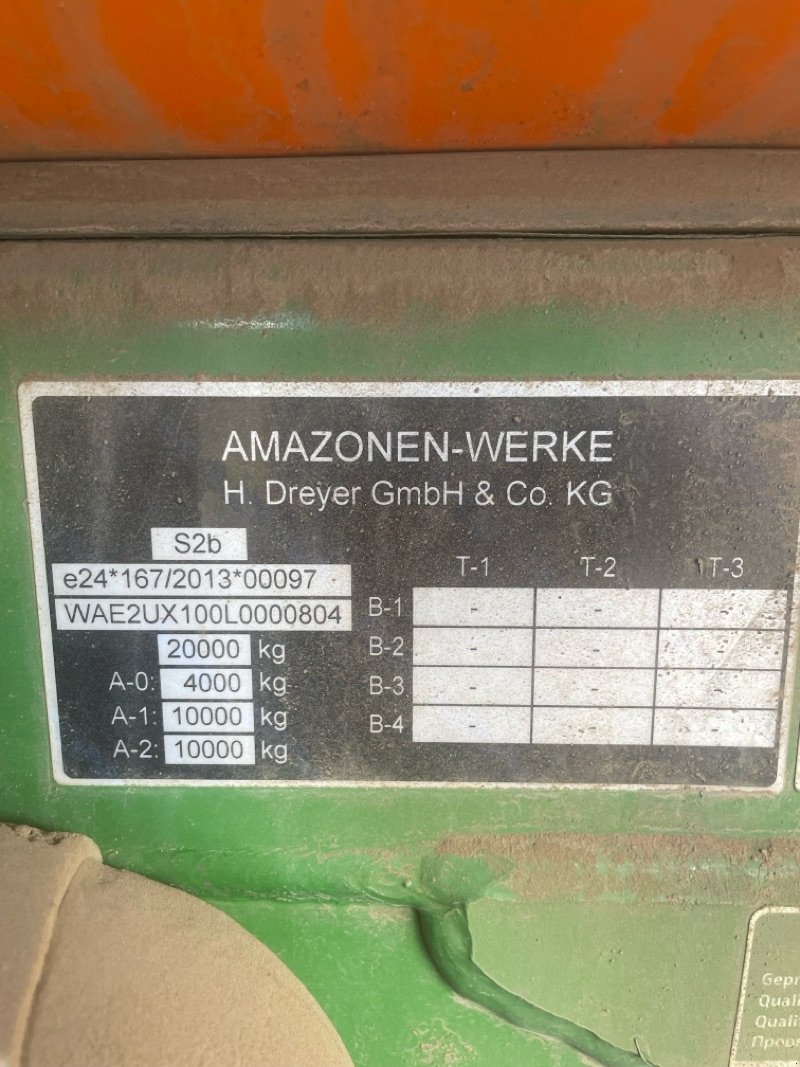 AMAZONEN-WERKE
H. Dreyer GmbH & Co. KG
S2b
e24*167/2013*00097
WAE2UX100L0000804
20000 kg
A-0: 4000 kg
A-1: 10000 kg
A-2: 10000 kg
T-1 T-2 T-3
B-1 - - -
B-2 - - -
B-3 - - -
B-4 - - -